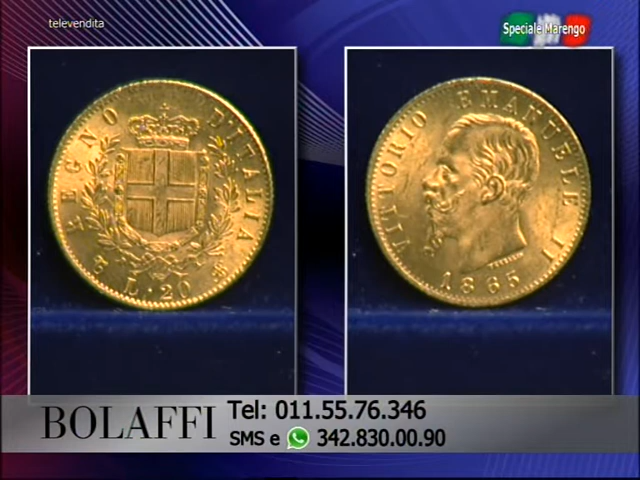 televendita
Speciale Marengo
REGNO D'ITALIA
L · 20
VITTORIO EMANUELE II
1865
BOLAFFI
Tel: 011.55.76.346
SMS e 342.830.00.90